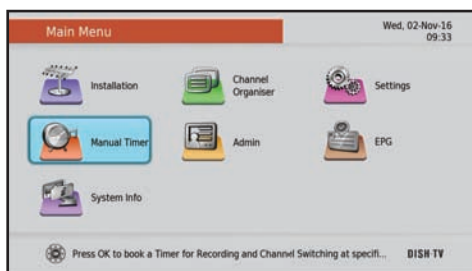 Main Menu
Wed, 02-Nov-16
09:33
Installation
Channel
Organiser
Settings
Manual Timer
Admin
EPG
System Info
Press OK to book a Timer for Recording and Channel Switching at specifi...
DISH TV